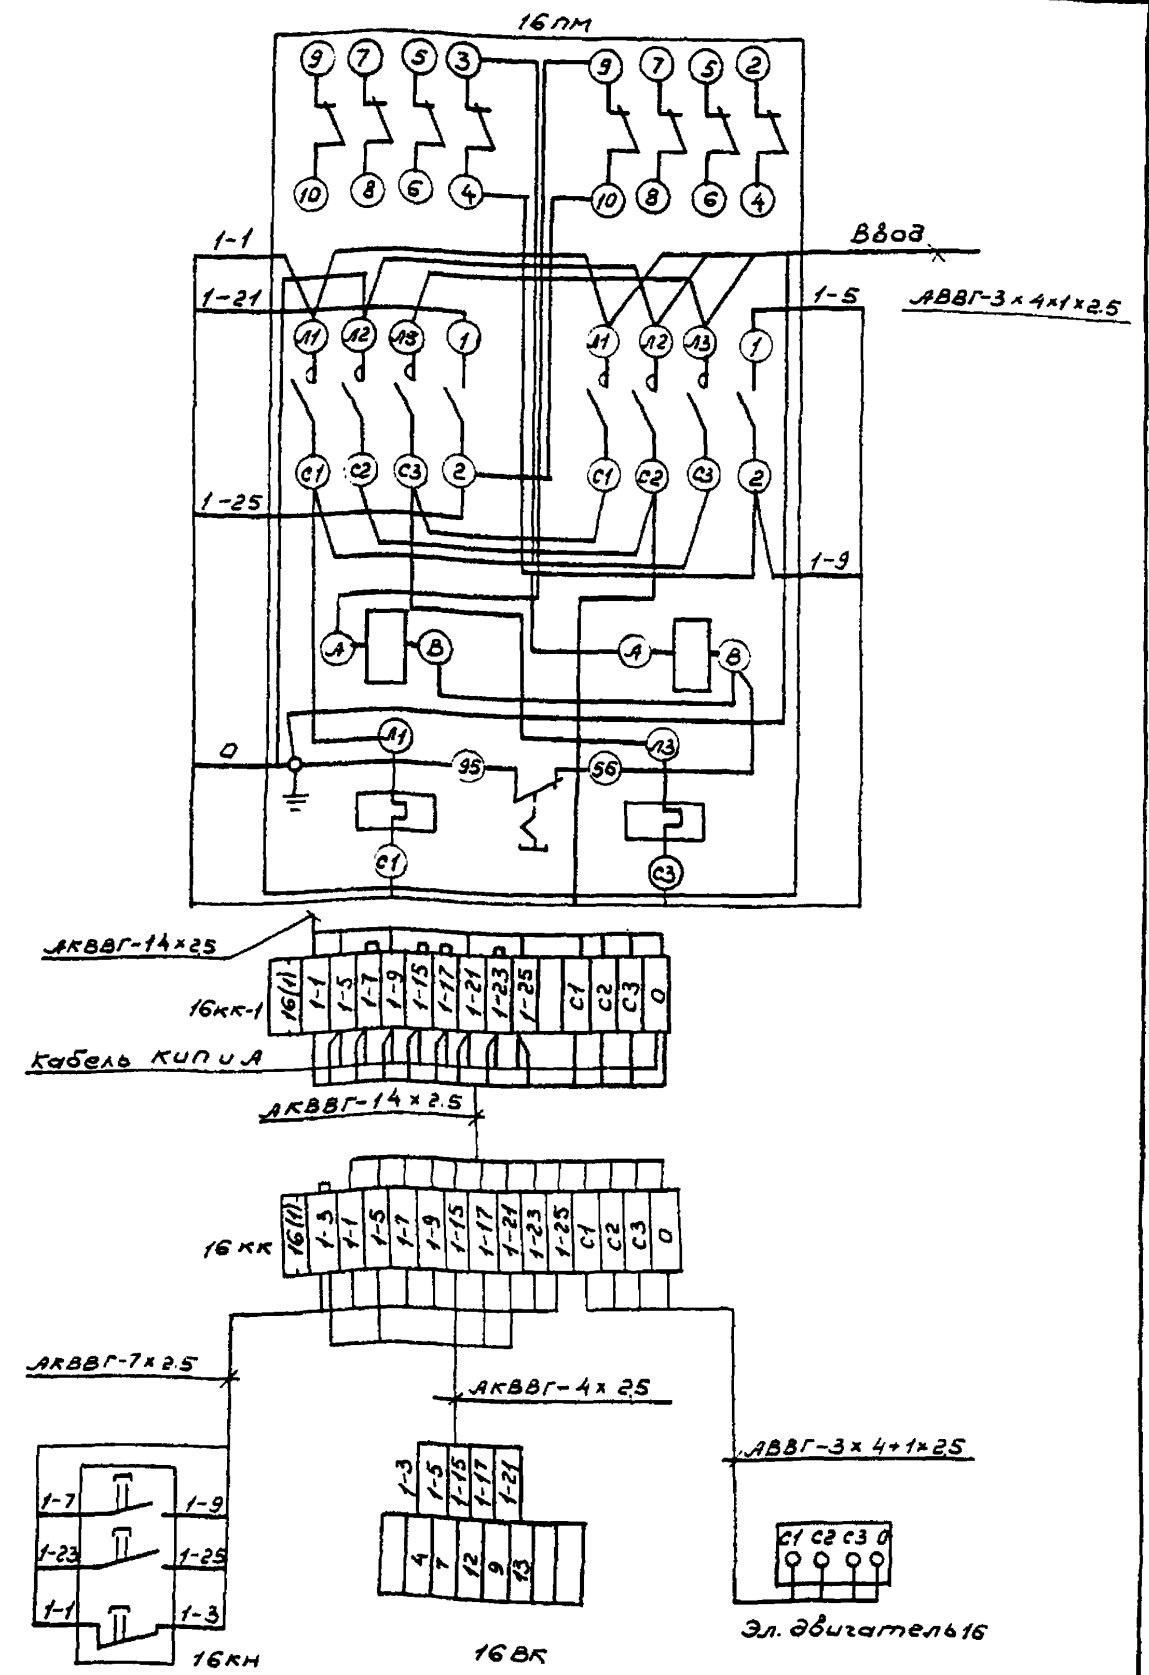 16ПМ
9 7 5 3 9 7 5 2
10 8 6 4 10 8 6 4
1-1
Ввод
1-21
1-5
АВВГ-3×4×1×2.5
Л1 Л2 Л3 1 Л1 Л2 Л3 1
С1 С2 С3 2 С1 С2 С3 2
1-25
1-9
А В А В
0
Л1 95 56 Л3
С1 С3
АКВВГ-14×25
16КК-1
16(1) 1-1 1-5 1-7 1-9 1-15 1-17 1-21 1-23 1-25 С1 С2 С3 0
Кабель КИП и А
АКВВГ-14×2.5
16КК
16(1) 1-3 1-1 1-5 1-7 1-9 1-15 1-17 1-21 1-23 1-25 С1 С2 С3 0
АКВВГ-7×2.5
АКВВГ-4×25
АВВГ-3×4+1×25
1-7 1-9
1-23 1-25
1-1 1-3
16КН
1-3 1-5 1-15 1-17 1-21
4 7 12 9 13
16ВК
С1 С2 С3 0
Эл. двигатель 16